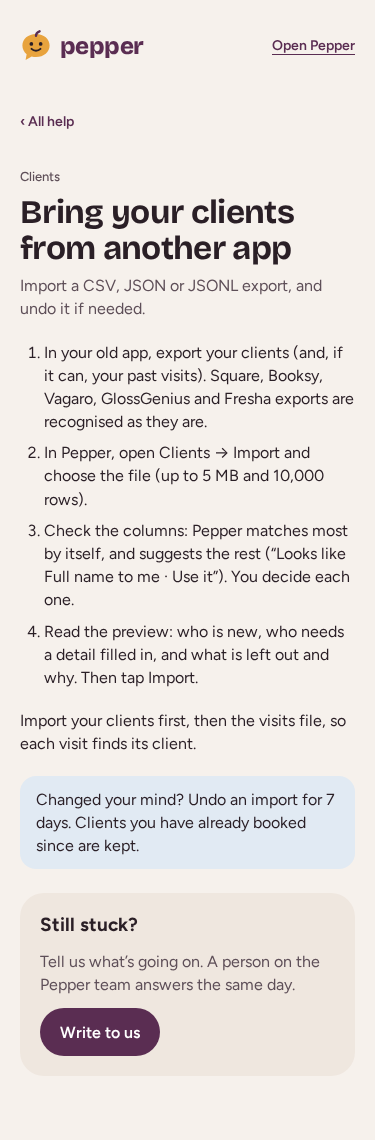 pepper
Open Pepper
‹ All help
Clients
Bring your clients
from another app
Import a CSV, JSON or JSONL export, and
undo it if needed.
1. In your old app, export your clients (and, if
it can, your past visits). Square, Booksy,
Vagaro, GlossGenius and Fresha exports are
recognised as they are.
2. In Pepper, open Clients → Import and
choose the file (up to 5 MB and 10,000
rows).
3. Check the columns: Pepper matches most
by itself, and suggests the rest (“Looks like
Full name to me · Use it”). You decide each
one.
4. Read the preview: who is new, who needs
a detail filled in, and what is left out and
why. Then tap Import.
Import your clients first, then the visits file, so
each visit finds its client.
Changed your mind? Undo an import for 7
days. Clients you have already booked
since are kept.
Still stuck?
Tell us what’s going on. A person on the
Pepper team answers the same day.
Write to us